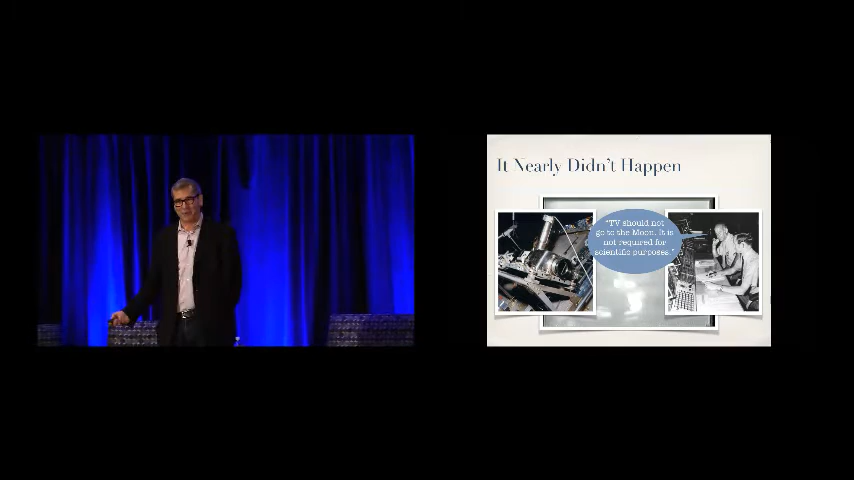 It Nearly Didn't Happen
"TV should not
go to the Moon. It is
not required for
scientific purposes."